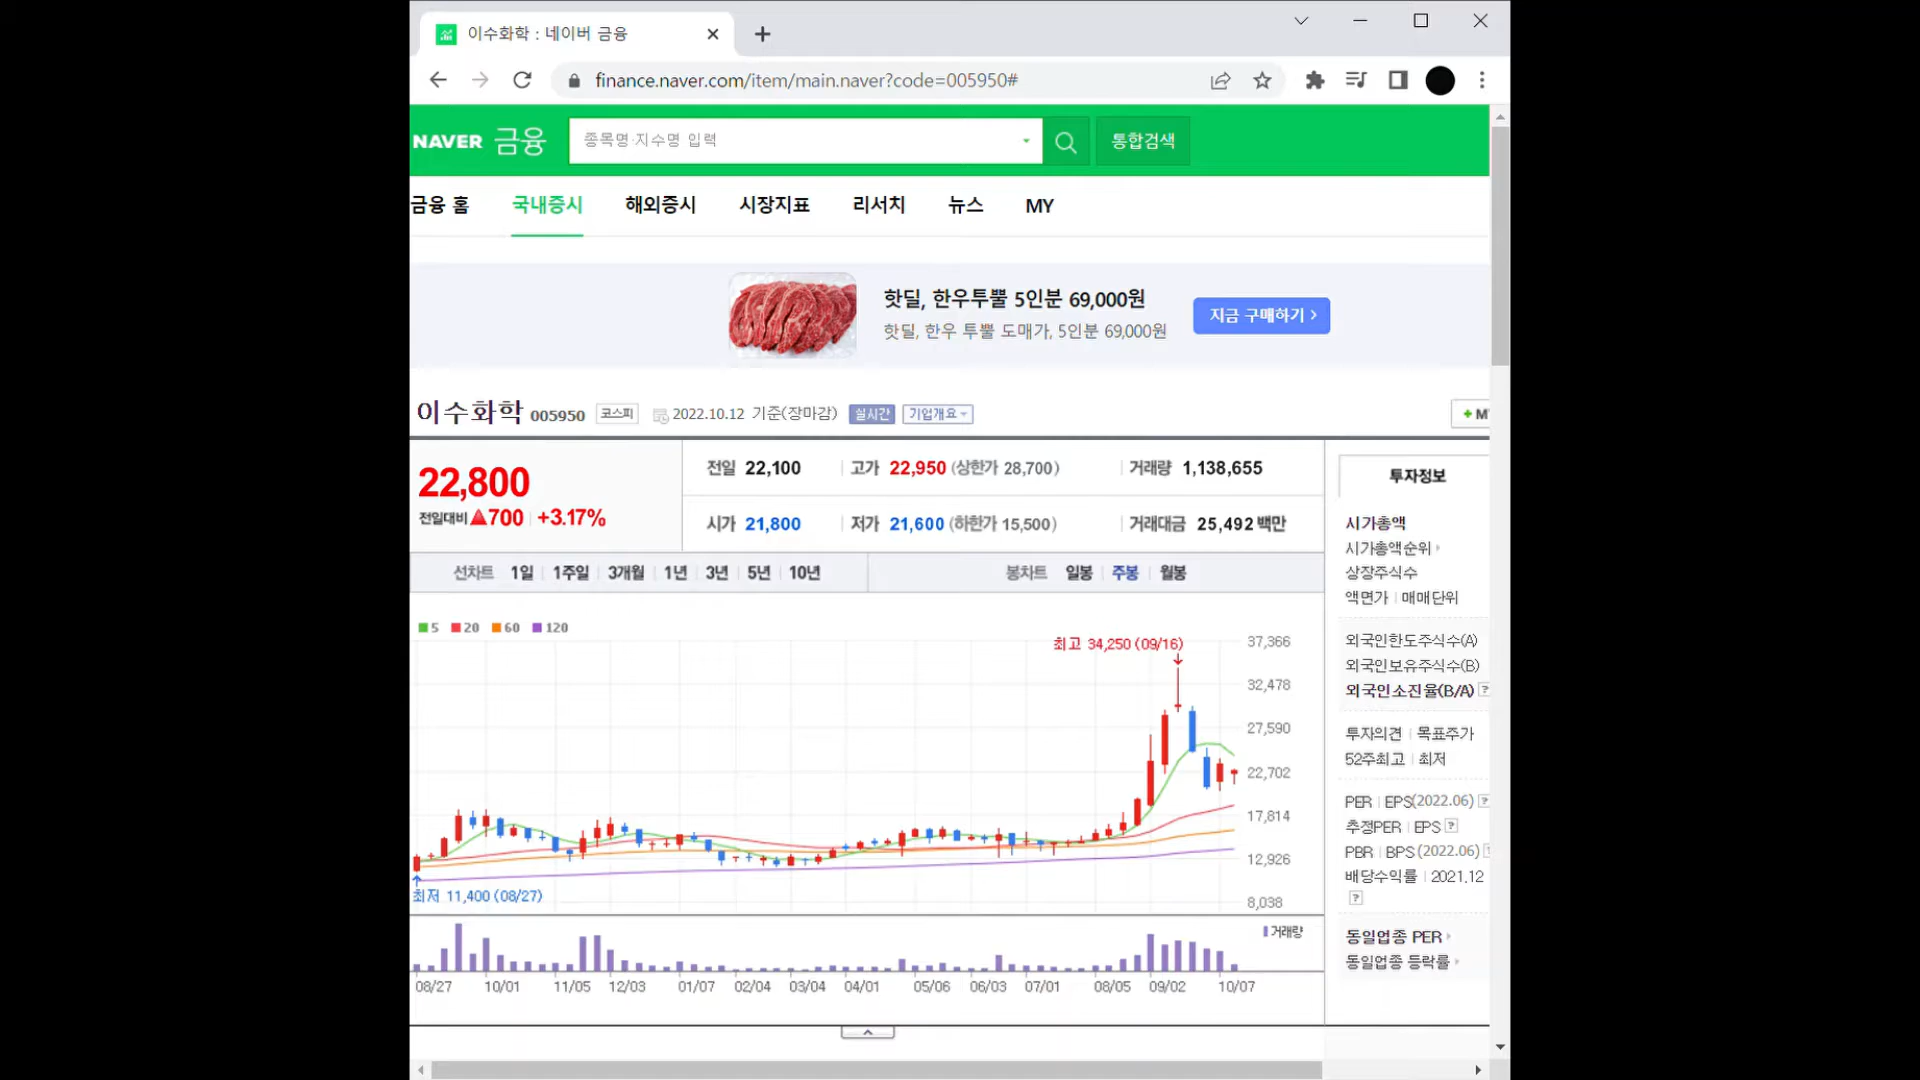 이수화학 : 네이버 금융
finance.naver.com/item/main.naver?code=005950#
NAVER 금융 종목명·지수명 입력 통합검색
금융 홈 국내증시 해외증시 시장지표 리서치 뉴스 MY
핫딜, 한우투뿔 5인분 69,000원
핫딜, 한우 투뿔 도매가, 5인분 69,000원
지금 구매하기 >
이수화학 005950 코스피 2022.10.12 기준(장마감) 실시간 기업개요
22,800
전일대비 ▲700 +3.17%
전일 22,100 고가 22,950 (상한가 28,700) 거래량 1,138,655
시가 21,800 저가 21,600 (하한가 15,500) 거래대금 25,492 백만
선차트 1일 1주일 3개월 1년 3년 5년 10년 봉차트 일봉 주봉 월봉
5 20 60 120
최고 34,250 (09/16)
37,366
32,478
27,590
22,702
17,814
12,926
8,038
최저 11,400 (08/27)
거래량
08/27 10/01 11/05 12/03 01/07 02/04 03/04 04/01 05/06 06/03 07/01 08/05 09/02 10/07
+ M
투자정보
시가총액
시가총액순위
상장주식수
액면가 | 매매단위
외국인한도주식수(A)
외국인보유주식수(B)
외국인소진율(B/A) ?
투자의견 | 목표주가
52주최고 | 최저
PER | EPS(2022.06) ?
추정PER | EPS ?
PBR | BPS (2022.06)
배당수익률 | 2021.12
?
동일업종 PER
동일업종 등락률